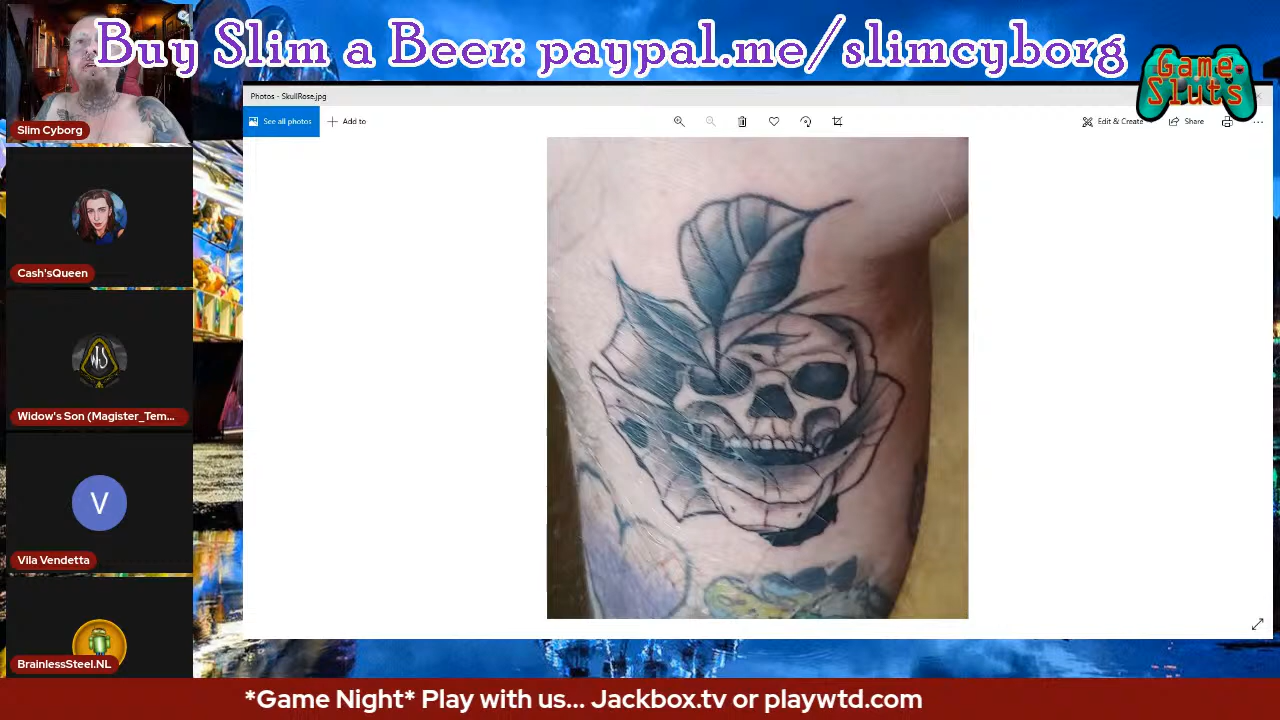 Buy Slim a Beer: paypal.me/slimcyborg
Game-
Sluts
Photos - SkullRose.jpg
See all photos
Add to
Edit & Create
Share
Slim Cyborg
Cash'sQueen
WS
Widow's Son (Magister_Tem...
V
Vila Vendetta
BrainlessSteel.NL
*Game Night* Play with us... Jackbox.tv or playwtd.com